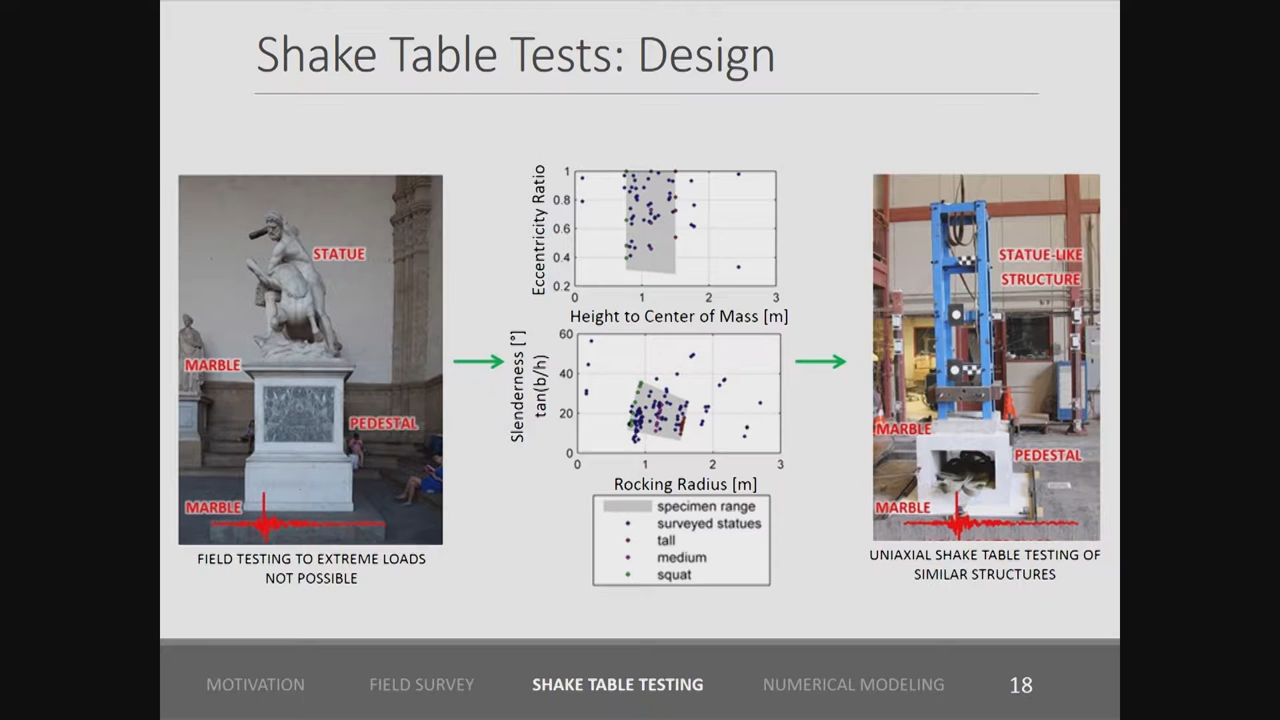 Shake Table Tests: Design
STATUE
MARBLE
PEDESTAL
MARBLE
FIELD TESTING TO EXTREME LOADS
NOT POSSIBLE
Eccentricity Ratio
1
0.8
0.6
0.4
0.2
0 1 2 3
Height to Center of Mass [m]
Slenderness [°]
tan(b/h)
60
40
20
0
0 1 2 3
Rocking Radius [m]
specimen range
surveyed statues
tall
medium
squat
STATUE-LIKE
STRUCTURE
MARBLE
PEDESTAL
MARBLE
UNIAXIAL SHAKE TABLE TESTING OF
SIMILAR STRUCTURES
MOTIVATION FIELD SURVEY SHAKE TABLE TESTING NUMERICAL MODELING 18